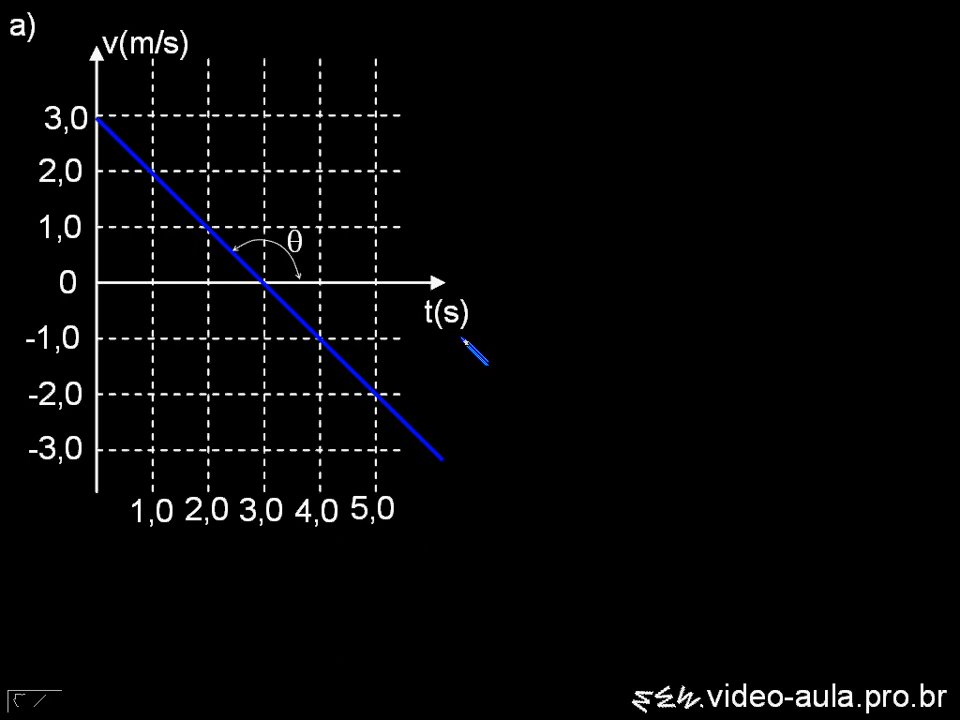 a)
v(m/s)
3,0
2,0
1,0
θ
0
t(s)
-1,0
-2,0
-3,0
1,0 2,0 3,0 4,0 5,0
www.video-aula.pro.br